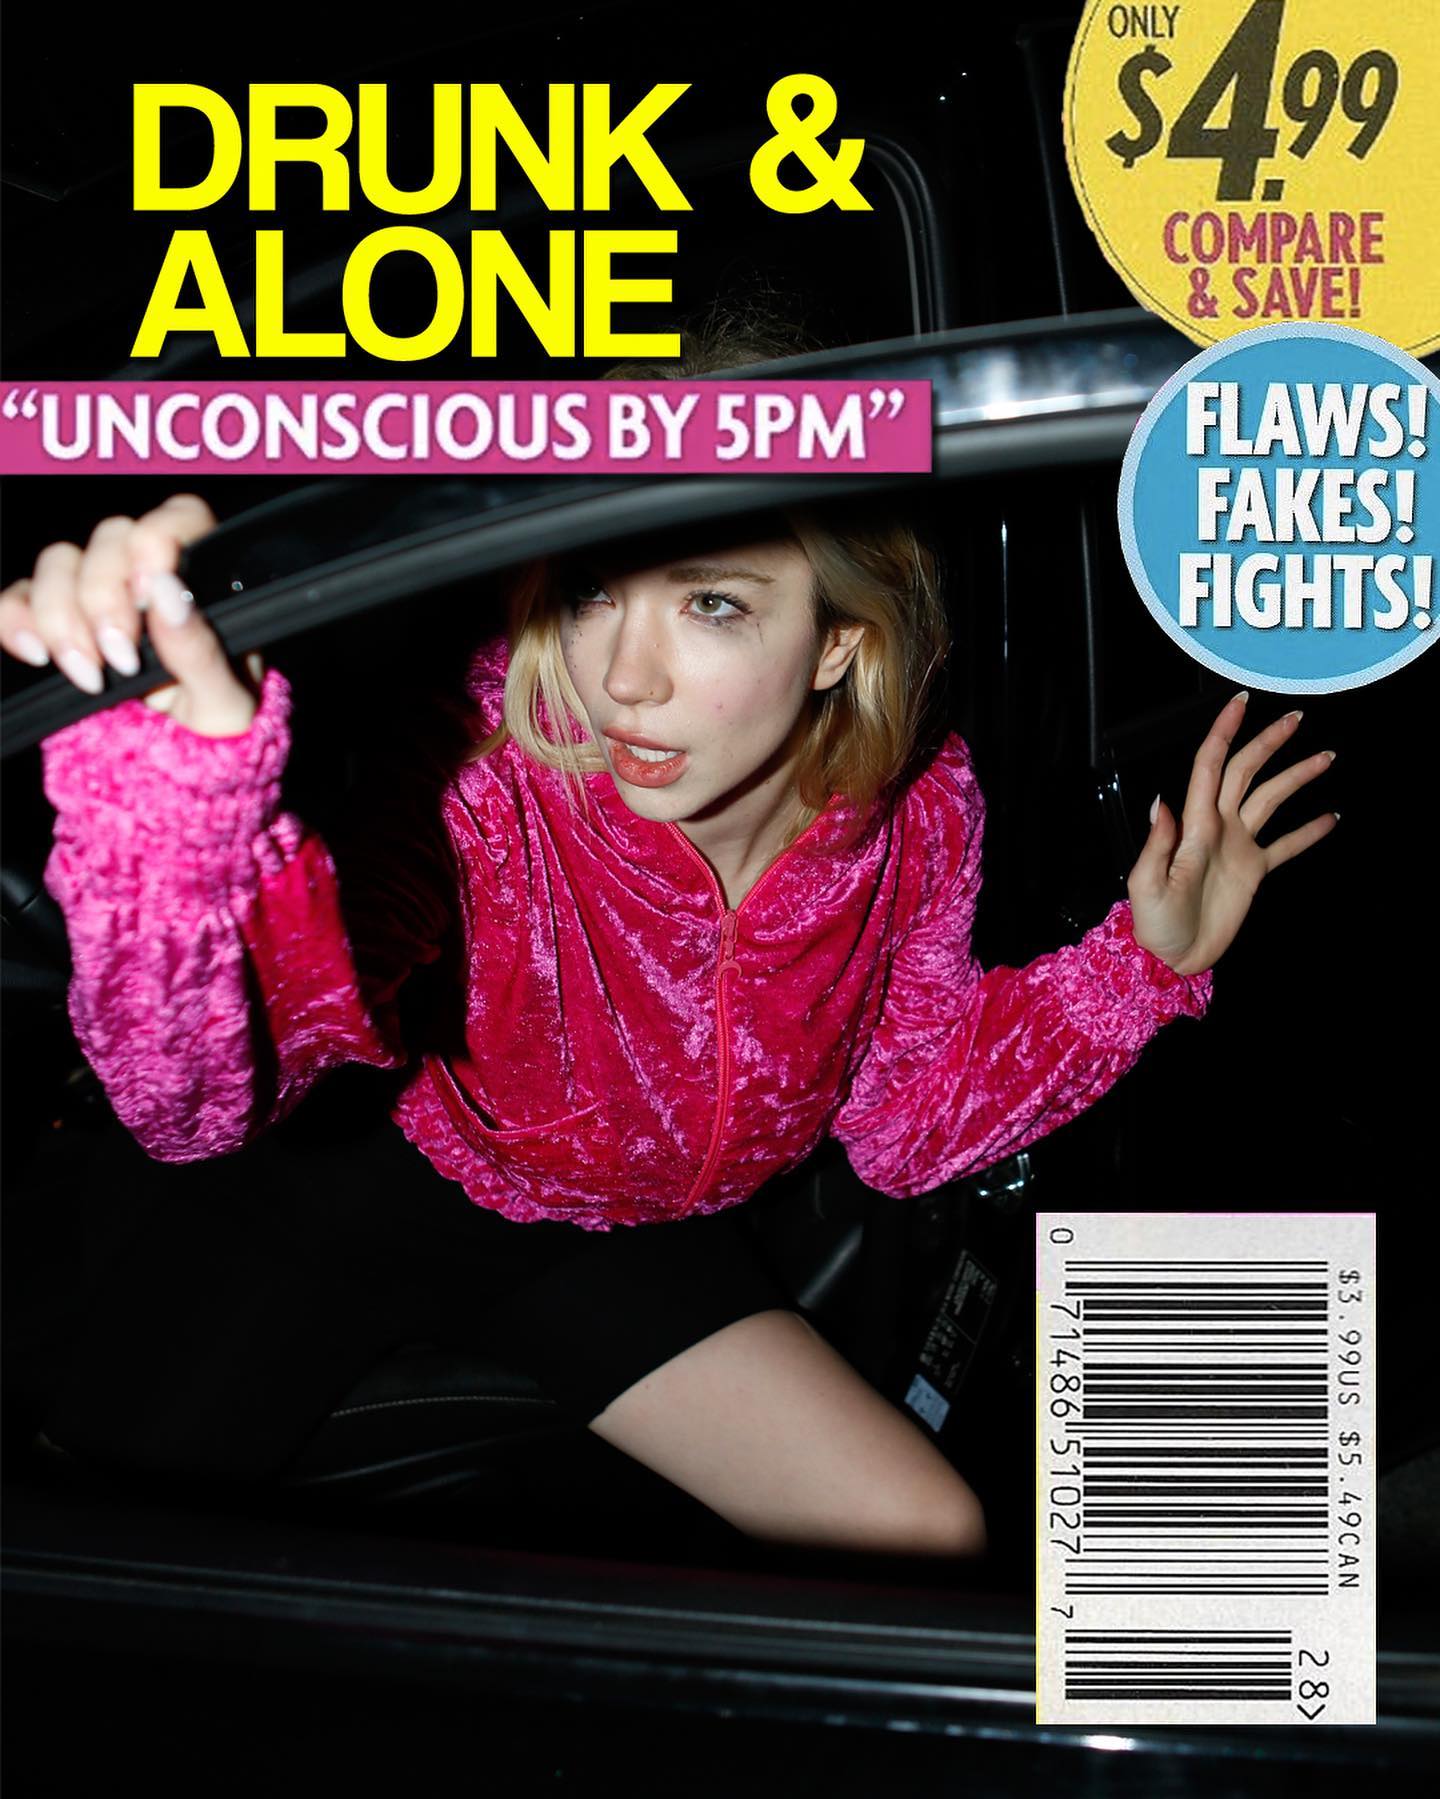 ONLY
$4.99
COMPARE
& SAVE!
DRUNK &
ALONE
“UNCONSCIOUS BY 5PM”
FLAWS!
FAKES!
FIGHTS!
$3.99US $5.49CAN
0 71486 51027 7
28>